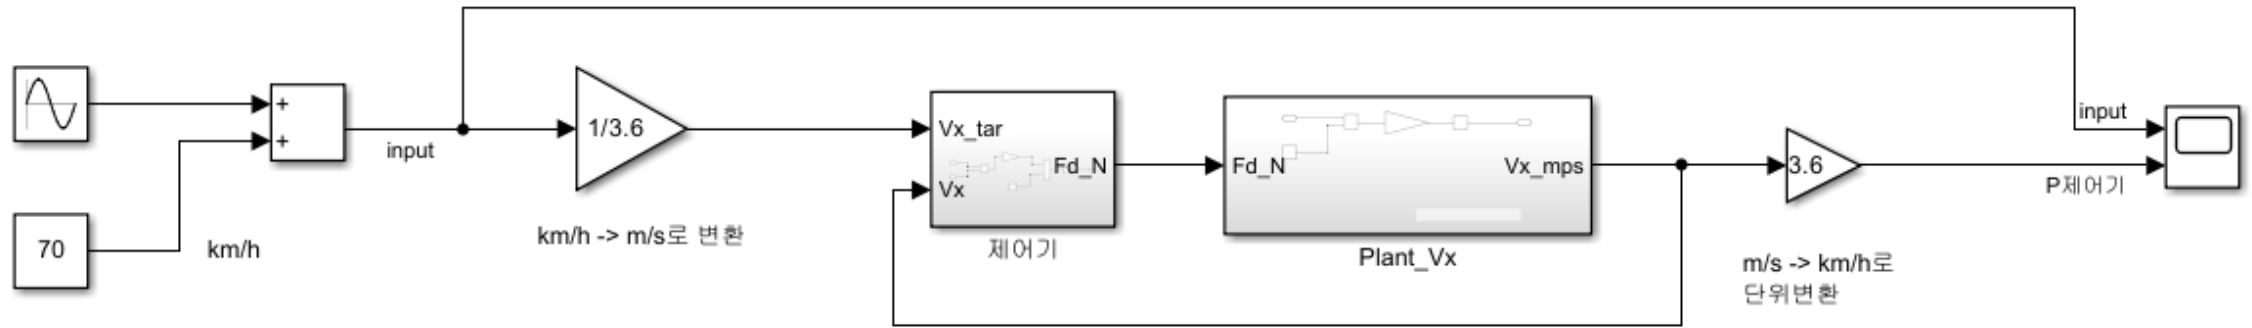 +
+
70
km/h
input
1/3.6
km/h -> m/s로 변환
Vx_tar
Vx
Fd_N
제어기
Fd_N
Vx_mps
Plant_Vx
3.6
m/s -> km/h로
단위변환
input
P제어기